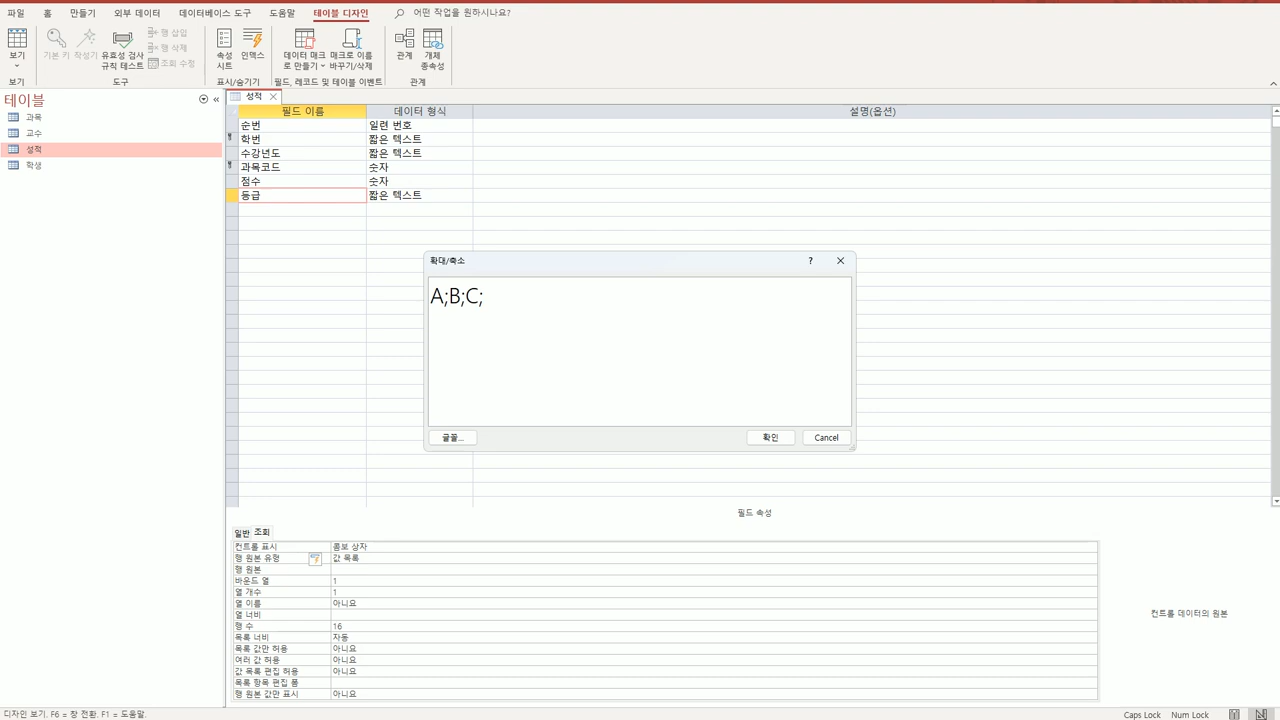 파일 홈 만들기 외부 데이터 데이터베이스 도구 도움말 테이블 디자인 어떤 작업을 원하시나요?
보기 기본 키 작성기 유효성 검사 규칙 테스트 행 삽입 행 삭제 조회 수정 속성 시트 인덱스 데이터 매크로 만들기 매크로 이름 바꾸기/삭제 관계 개체 종속성
보기 도구 표시/숨기기 필드, 레코드 및 테이블 이벤트 관계
테이블 «
과목
교수
성적
학생
성적
필드 이름 데이터 형식 설명(옵션)
순번 일련 번호
학번 짧은 텍스트
수강년도 짧은 텍스트
과목코드 숫자
점수 숫자
등급 짧은 텍스트
확대/축소 ?
A;B;C;
글꼴... 확인 Cancel
필드 속성
일반 조회
컨트롤 표시 콤보 상자
행 원본 유형 값 목록
행 원본
바운드 열 1
열 개수 1
열 이름 아니요
열 너비
행 수 16
목록 너비 자동
목록 값만 허용 아니요
여러 값 허용 아니요
값 목록 편집 허용 아니요
목록 항목 편집 폼
행 원본 값만 표시 아니요
컨트롤 데이터의 원본
디자인 보기. F6 = 창 전환. F1 = 도움말. Caps Lock Num Lock